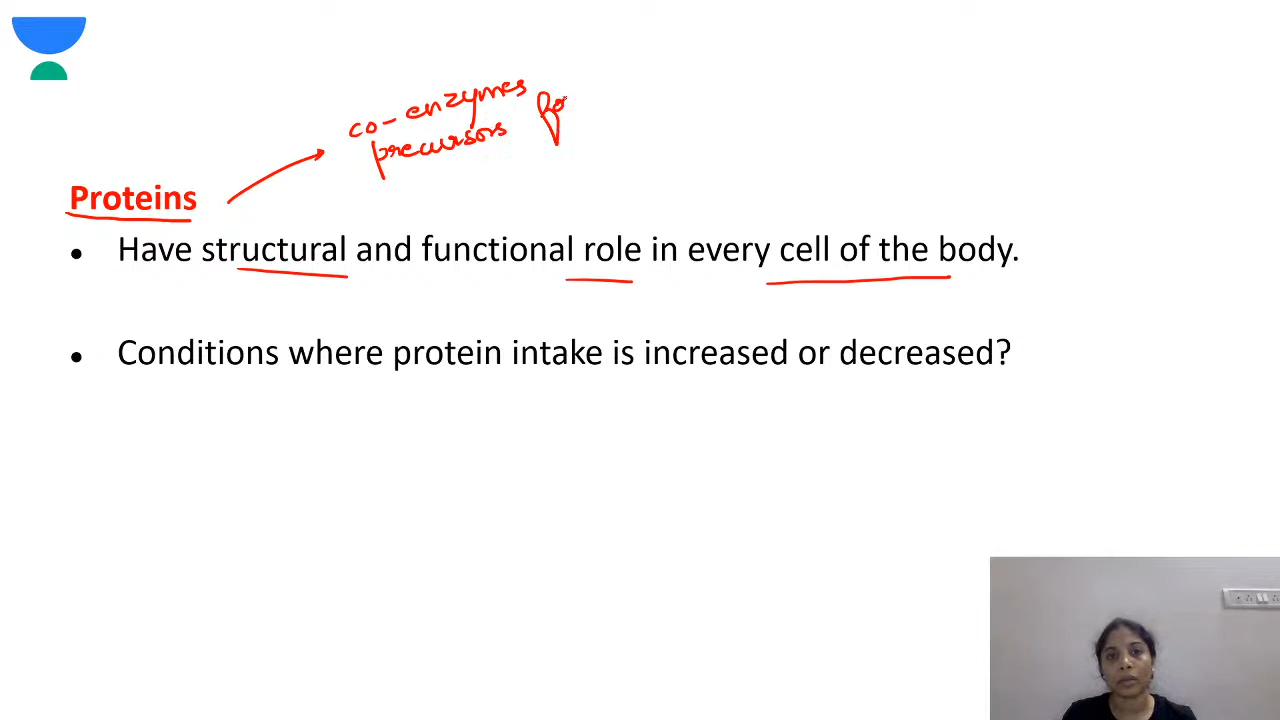 co-enzymes fo
precursors
Proteins
• Have structural and functional role in every cell of the body.
• Conditions where protein intake is increased or decreased?